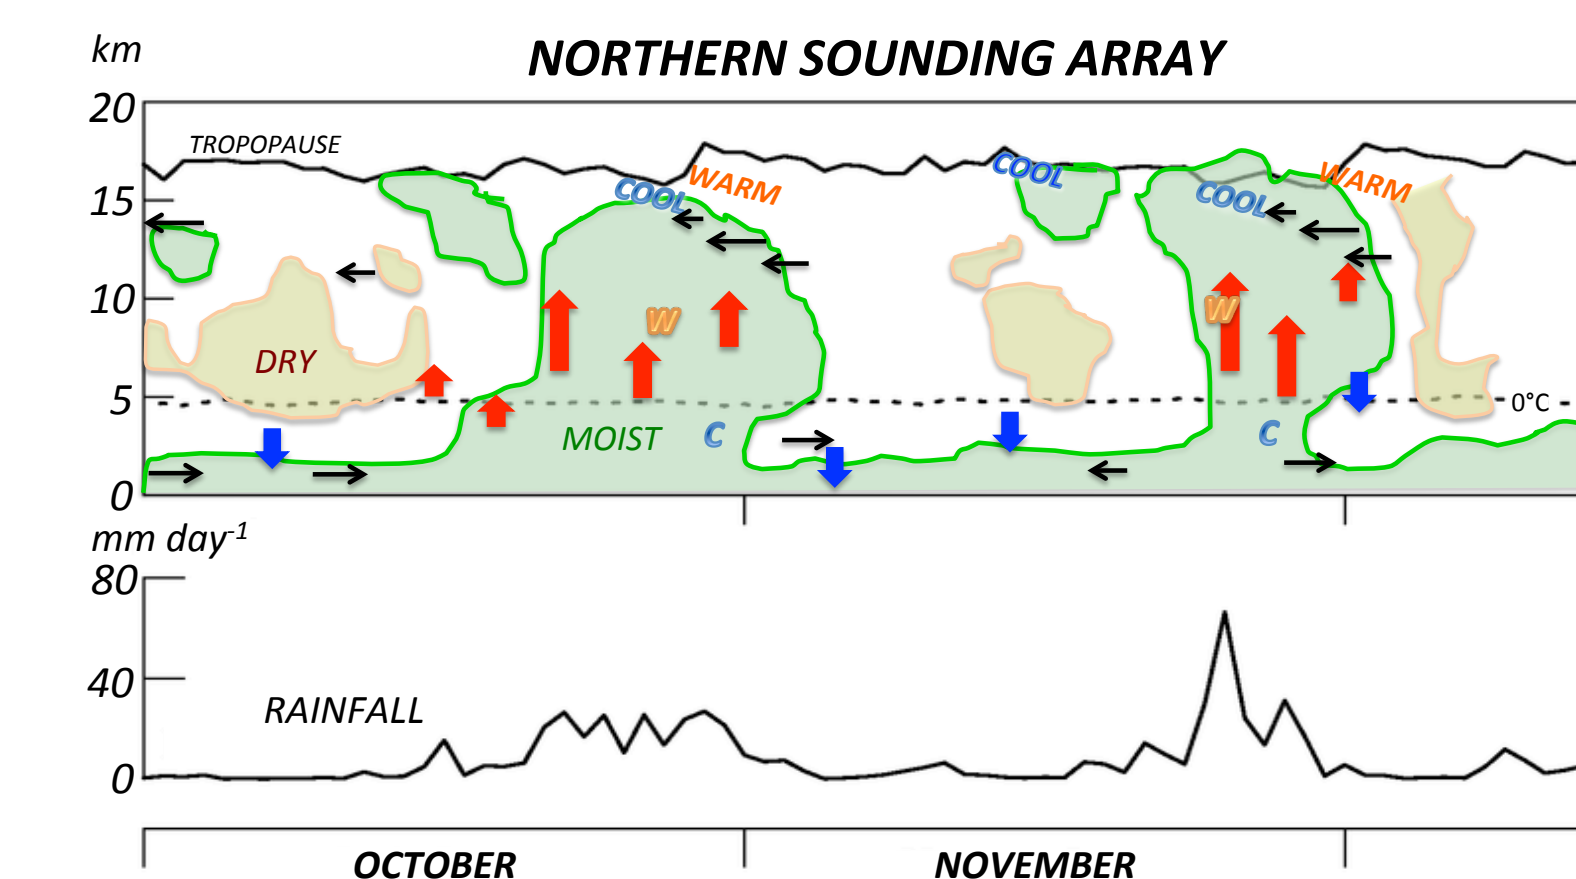 NORTHERN SOUNDING ARRAY
km
20
TROPOPAUSE
COOL
WARM
COOL
COOL
WARM
15
10
W
W
DRY
5
0°C
MOIST
C
C
0
mm day-1
80
40
RAINFALL
0
OCTOBER
NOVEMBER